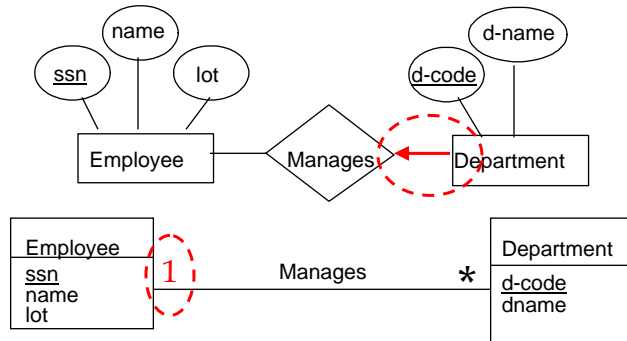 name
d-name
ssn
lot
d-code
Employee
Manages
Department
Employee
ssn
name
lot
1
Manages
*
Department
d-code
dname